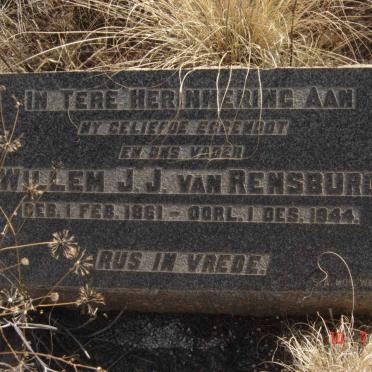 IN TERE HERINNERING AAN
MY GELIEFDE EGGENOOT
EN ONS VADER
WILLEM J.J. VAN RENSBURG
GEB. 1 FEB. 1861 – OORL. 1 DES. 1944.
RUS IN VREDE.